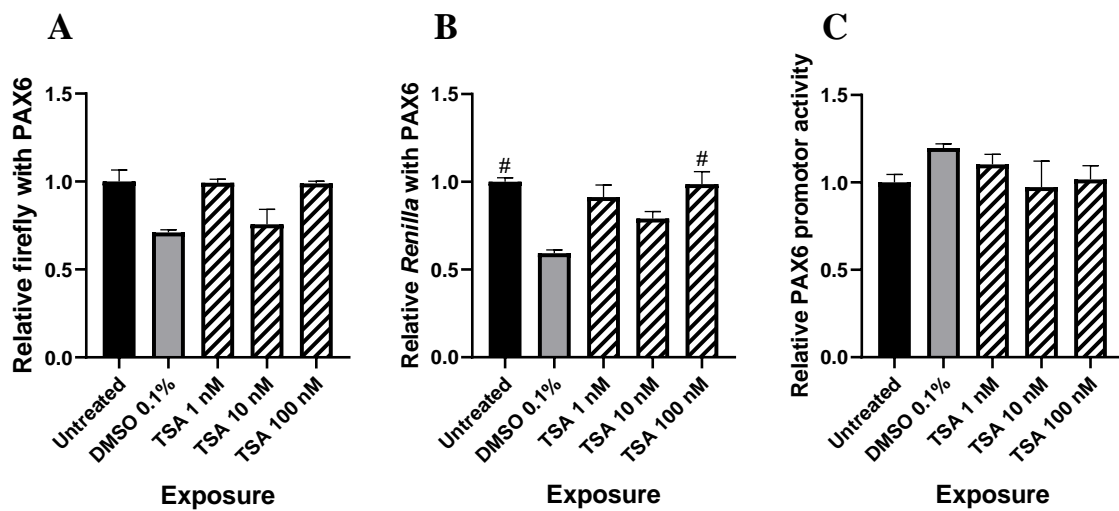 A
Relative firefly with PAX6
1.5
1.0
0.5
0.0
Untreated
DMSO 0.1%
TSA 1 nM
TSA 10 nM
TSA 100 nM
Exposure
B
Relative Renilla with PAX6
1.5
1.0
0.5
0.0
#
#
Untreated
DMSO 0.1%
TSA 1 nM
TSA 10 nM
TSA 100 nM
Exposure
C
Relative PAX6 promotor activity
1.5
1.0
0.5
0.0
Untreated
DMSO 0.1%
TSA 1 nM
TSA 10 nM
TSA 100 nM
Exposure